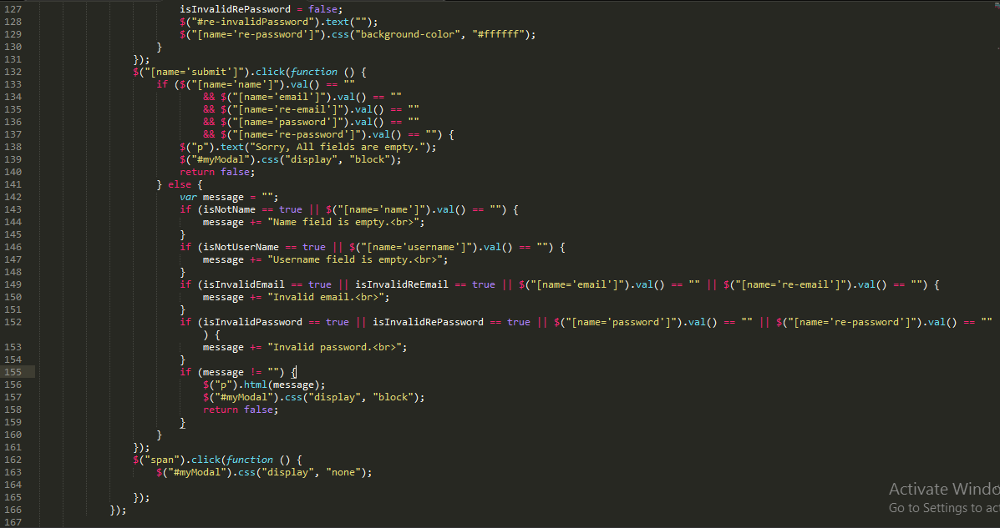 127 isInvalidRePassword = false;
128 $("#re-invalidPassword").text("");
129 $("[name='re-password']").css("background-color", "#ffffff");
130 }
131 });
132 $("[name='submit']").click(function () {
133 if ($("[name='name']").val() == ""
134 && $("[name='email']").val() == ""
135 && $("[name='re-email']").val() == ""
136 && $("[name='password']").val() == ""
137 && $("[name='re-password']").val() == "") {
138 $("p").text("Sorry, All fields are empty.");
139 $("#myModal").css("display", "block");
140 return false;
141 } else {
142 var message = "";
143 if (isNotName == true || $("[name='name']").val() == "") {
144 message += "Name field is empty.<br>";
145 }
146 if (isNotUserName == true || $("[name='username']").val() == "") {
147 message += "Username field is empty.<br>";
148 }
149 if (isInvalidEmail == true || isInvalidReEmail == true || $("[name='email']").val() == "" || $("[name='re-email']").val() == "") {
150 message += "Invalid email.<br>";
151 }
152 if (isInvalidPassword == true || isInvalidRePassword == true || $("[name='password']").val() == "" || $("[name='re-password']").val() == ""
) {
153 message += "Invalid password.<br>";
154 }
155 if (message != "") {
156 $("p").html(message);
157 $("#myModal").css("display", "block");
158 return false;
159 }
160 }
161 });
162 $("span").click(function () {
163 $("#myModal").css("display", "none");
164
165 });
166 });
167
Activate Windo
Go to Settings to act